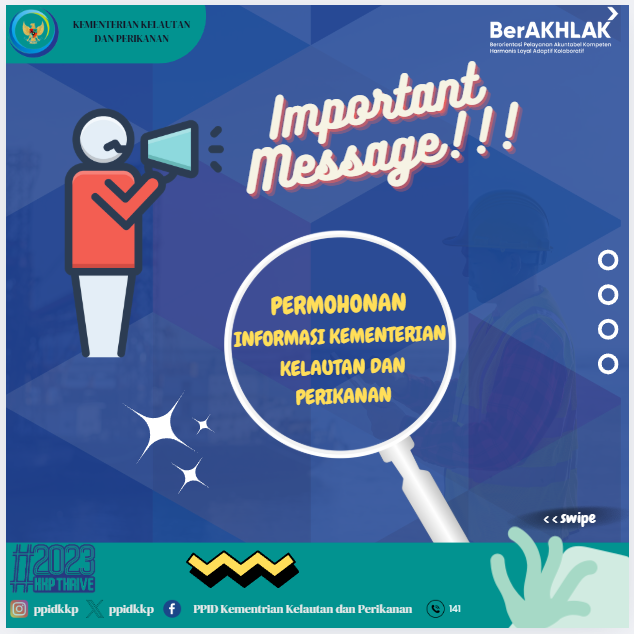 KEMENTERIAN KELAUTAN
DAN PERIKANAN
BerAKHLAK
Berorientasi Pelayanan Akuntabel Kompeten
Harmonis Loyal Adaptif Kolaboratif
Important
Message!!!
PERMOHONAN
INFORMASI KEMENTERIAN
KELAUTAN DAN
PERIKANAN
<< swipe
#2023
KKP THRIVE
ppidkkp
ppidkkp
PPID Kementrian Kelautan dan Perikanan
141